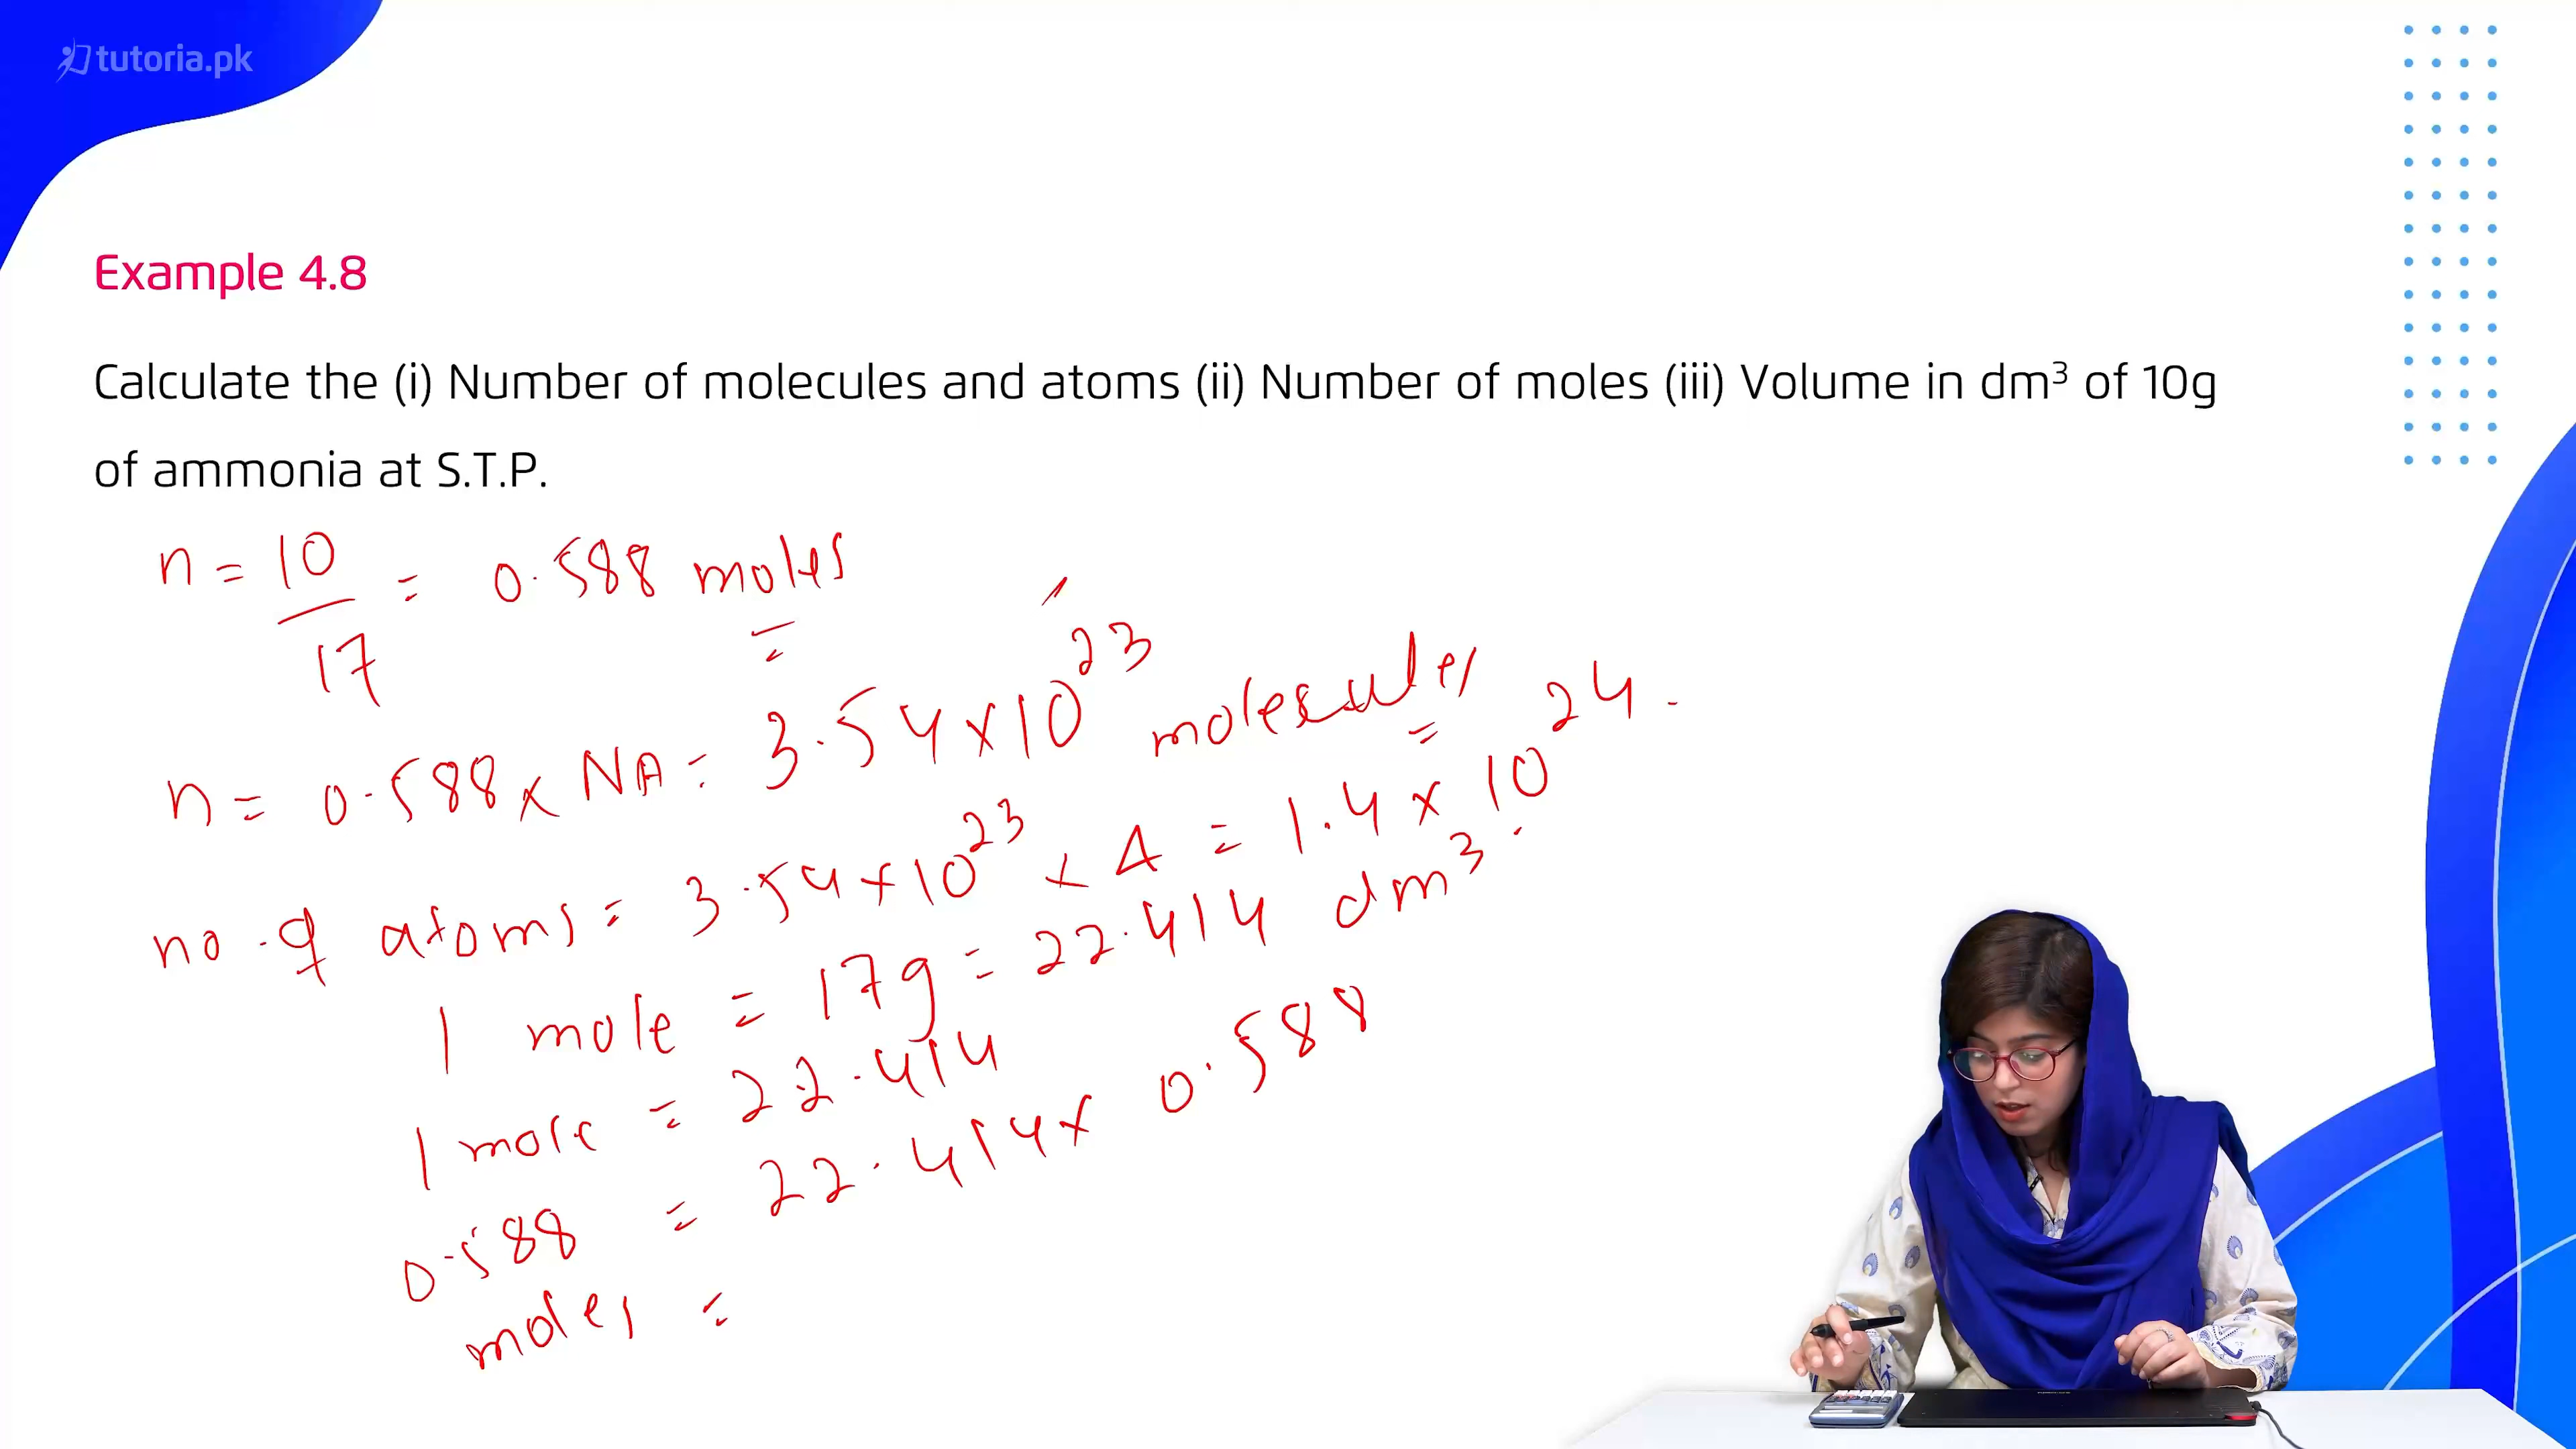 tutoria.pk
Example 4.8
Calculate the (i) Number of molecules and atoms (ii) Number of moles (iii) Volume in dm³ of 10g
of ammonia at S.T.P.
n = 10/17 = 0.588 moles
n = 0.588 × NA = 3.54 × 10²³ molecules
no. of atoms = 3.54 × 10²³ × 4 = 1.4 × 10²⁴.
1 mole = 17g = 22.414 dm³.
1 mole = 22.414
0.588 = 22.414 × 0.588
moles =